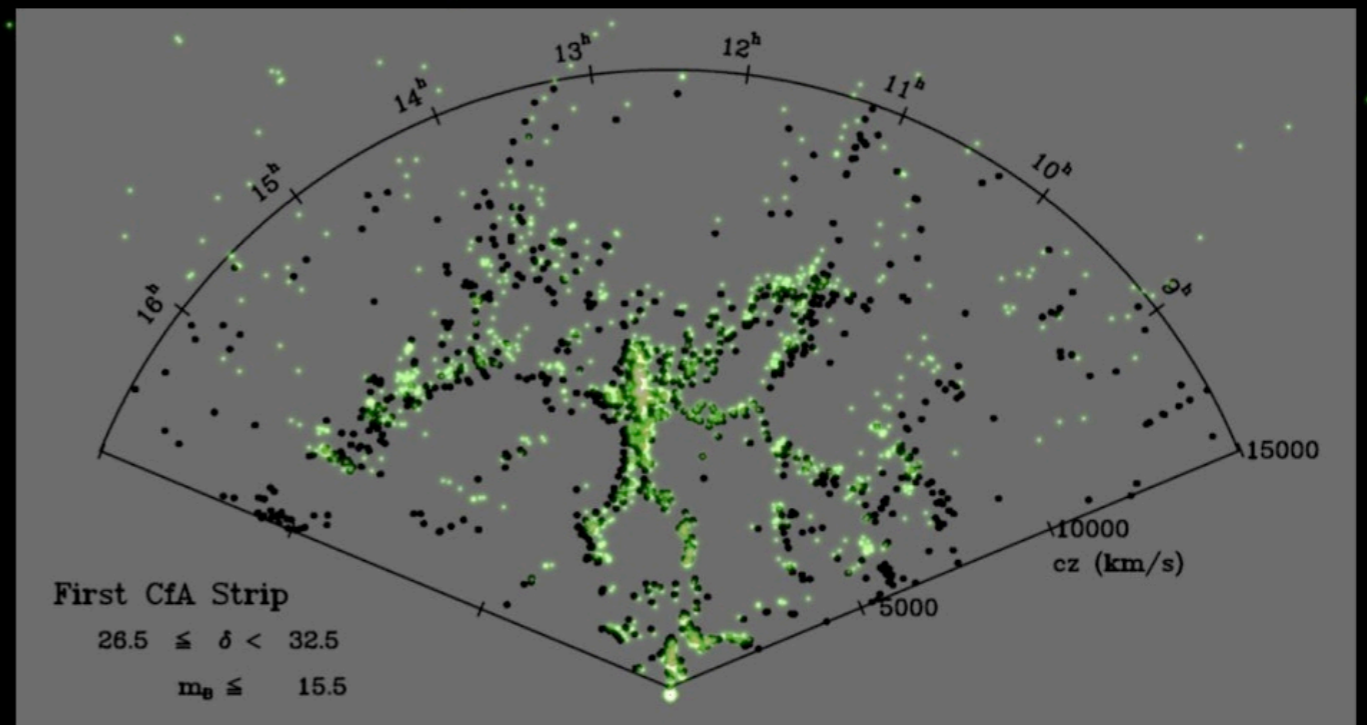 13ʰ
12ʰ
14ʰ
11ʰ
15ʰ
10ʰ
16ʰ
9ʰ
15000
10000
cz (km/s)
5000
First CfA Strip
26.5 ≦ δ < 32.5
m_B ≦ 15.5